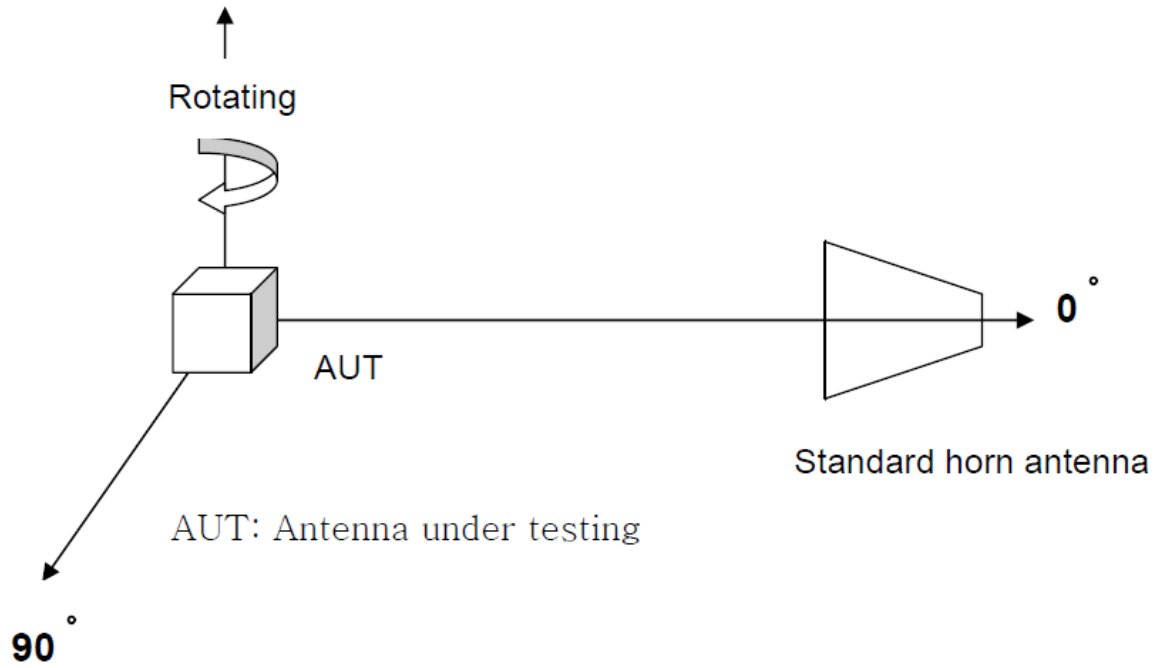 Rotating
0°
AUT
Standard horn antenna
AUT: Antenna under testing
90°